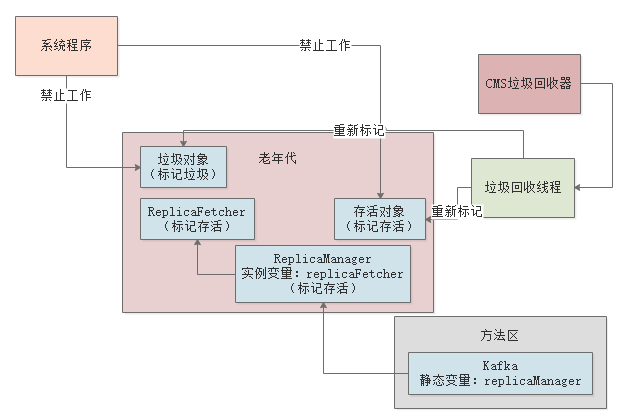 系统程序
禁止工作
禁止工作
CMS垃圾回收器
重新标记
老年代
垃圾对象
（标记垃圾）
垃圾回收线程
ReplicaFetcher
（标记存活）
存活对象
（标记存活）
重新标记
ReplicaManager
实例变量：replicaFetcher
（标记存活）
方法区
Kafka
静态变量：replicaManager